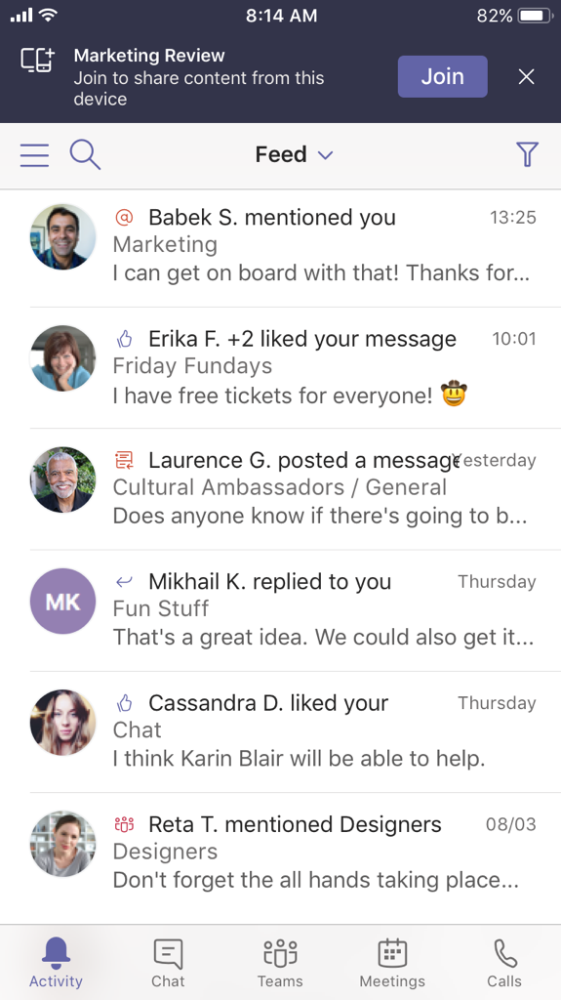 8:14 AM
82%
Marketing Review
Join to share content from this
device
Join
Feed
Babek S. mentioned you
13:25
Marketing
I can get on board with that! Thanks for...
Erika F. +2 liked your message
10:01
Friday Fundays
I have free tickets for everyone! 🤠
Laurence G. posted a message
Yesterday
Cultural Ambassadors / General
Does anyone know if there's going to b...
MK
Mikhail K. replied to you
Thursday
Fun Stuff
That's a great idea. We could also get it...
Cassandra D. liked your
Thursday
Chat
I think Karin Blair will be able to help.
Reta T. mentioned Designers
08/03
Designers
Don't forget the all hands taking place...
Activity
Chat
Teams
Meetings
Calls